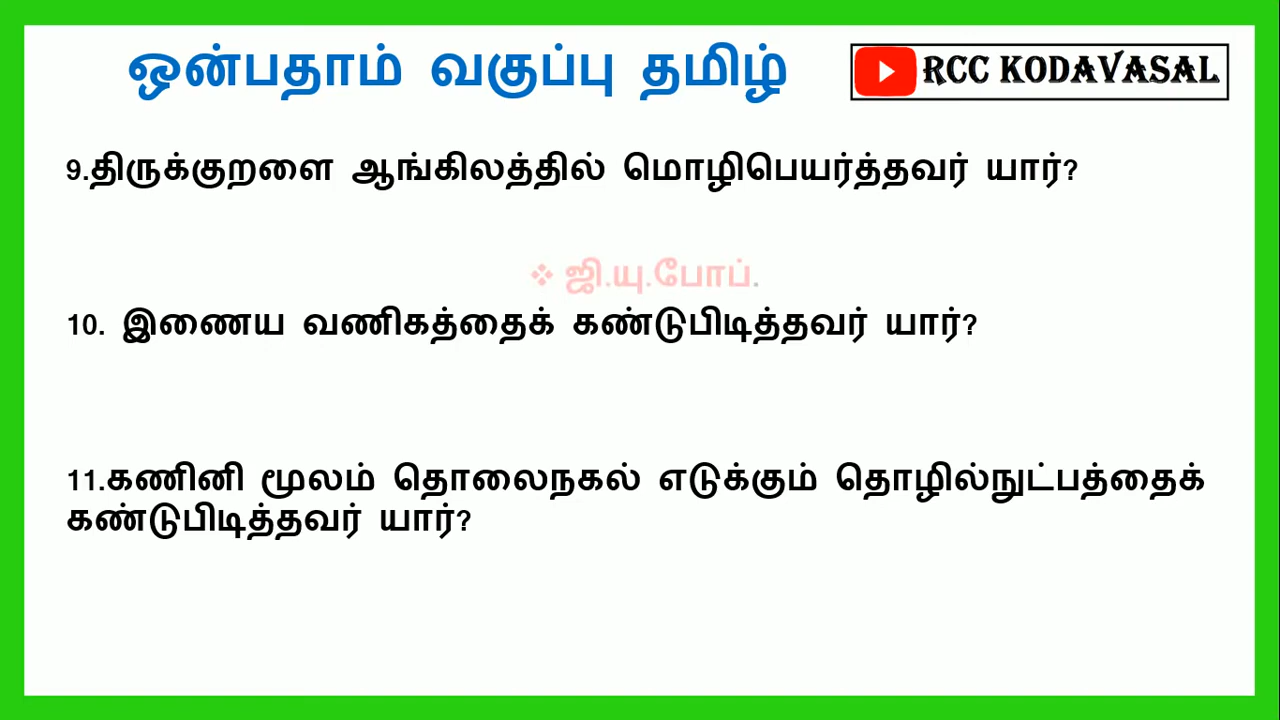 ஒன்பதாம் வகுப்பு தமிழ்
RCC KODAVASAL
9.திருக்குறளை ஆங்கிலத்தில் மொழிபெயர்த்தவர் யார்?
❖ ஜி.யு.போப்.
10. இணைய வணிகத்தைக் கண்டுபிடித்தவர் யார்?
11.கணினி மூலம் தொலைநகல் எடுக்கும் தொழில்நுட்பத்தைக்
கண்டுபிடித்தவர் யார்?